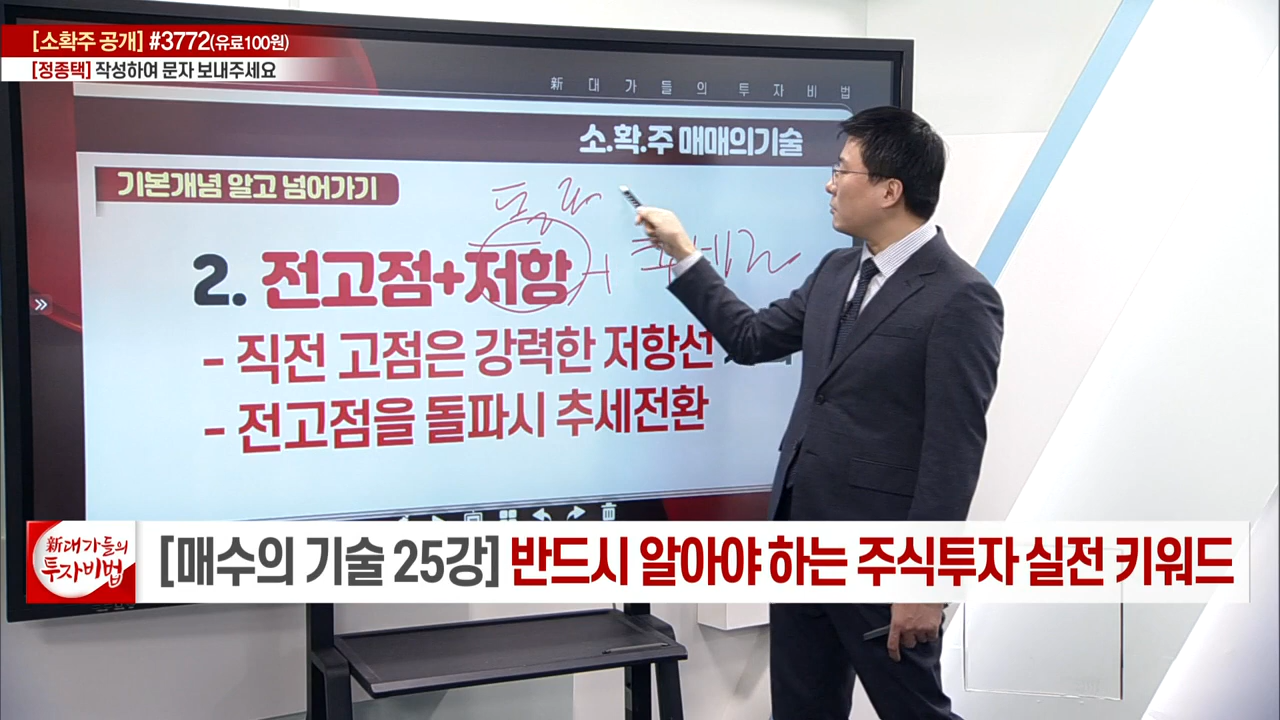 [소확주 공개] #3772(유료100원)
[정종택] 작성하여 문자 보내주세요
新 대가들의 투자비법
소.확.주 매매의기술
기본개념 알고 넘어가기
2. 전고점+저항
- 직전 고점은 강력한 저항선
- 전고점을 돌파시 추세전환
新대가들의
투자비법
[매수의 기술 25강] 반드시 알아야 하는 주식투자 실전 키워드